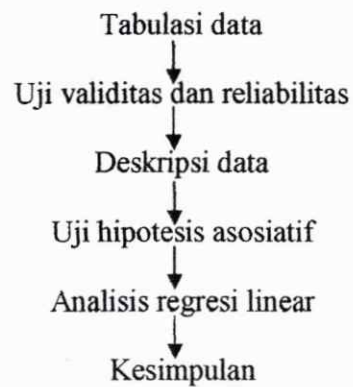 Tabulasi data
Uji validitas dan reliabilitas
Deskripsi data
Uji hipotesis asosiatif
Analisis regresi linear
Kesimpulan